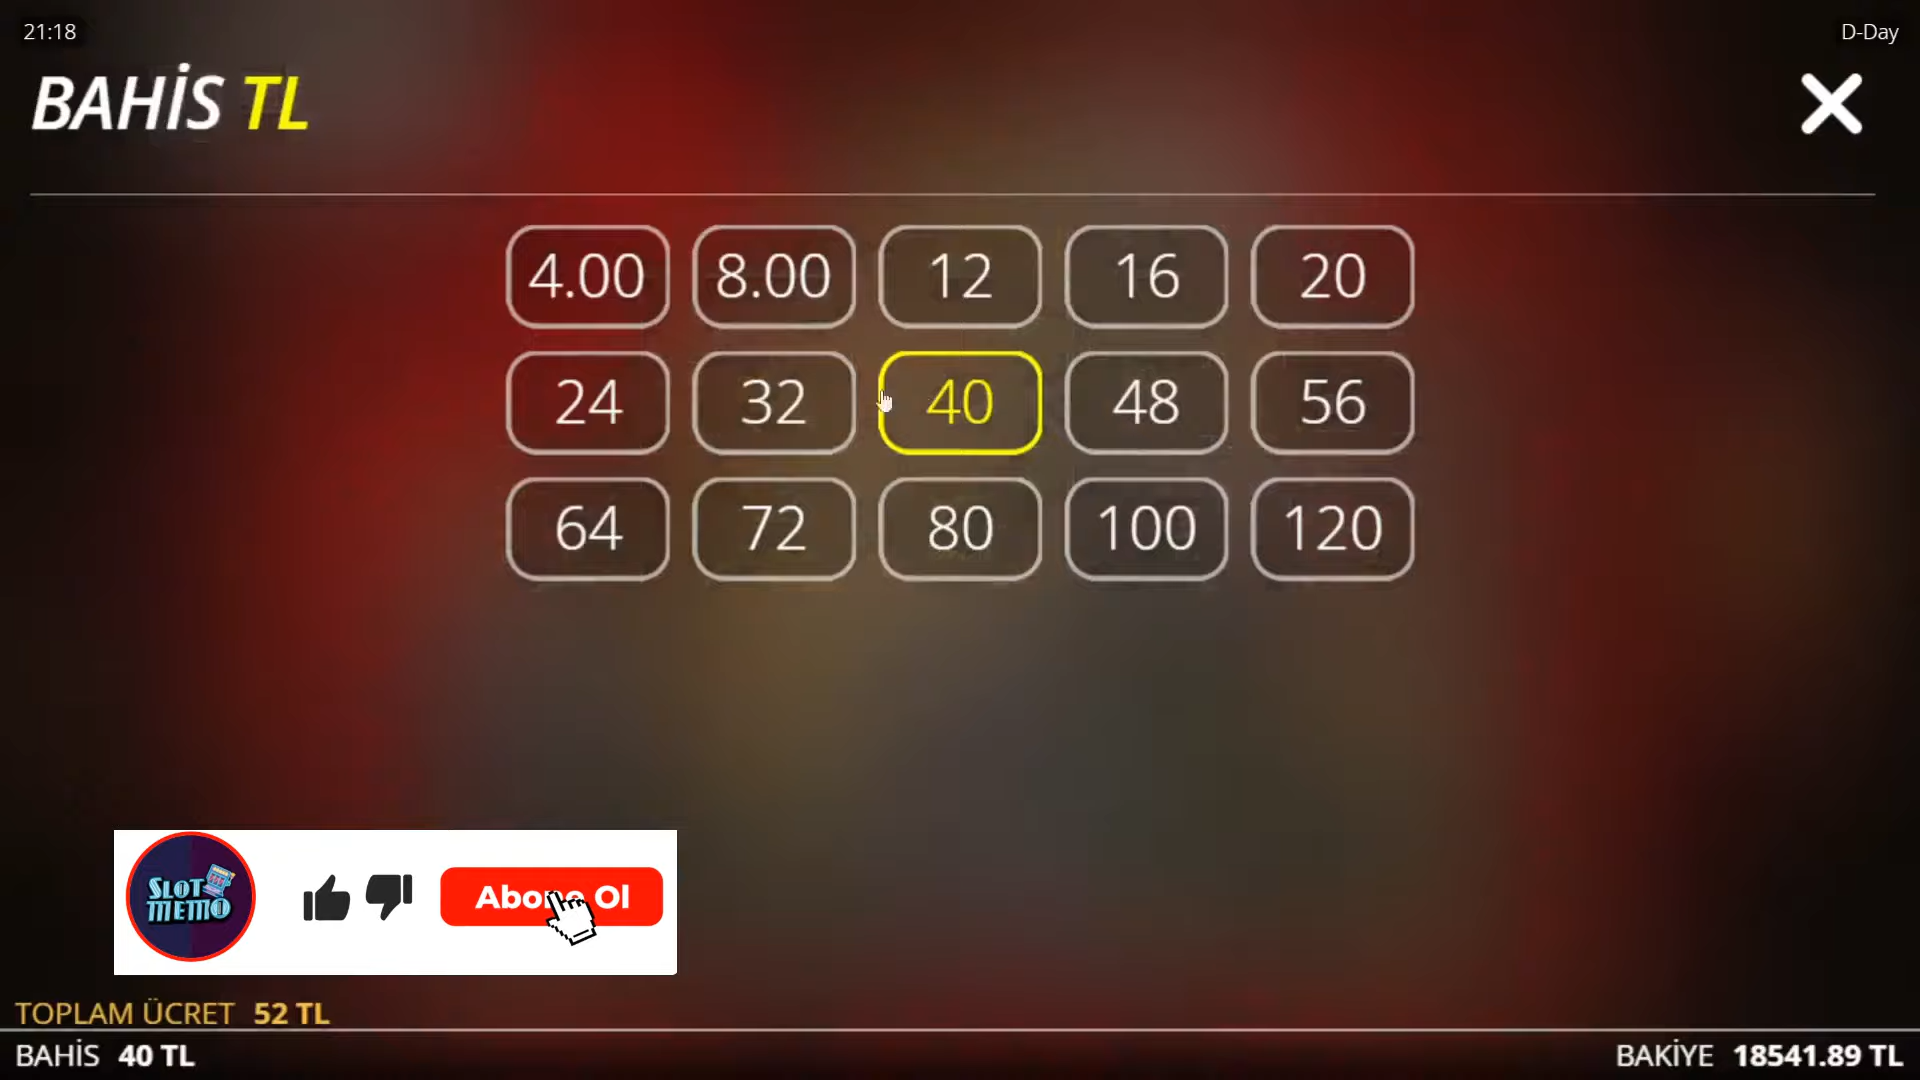 21:18
D-Day
BAHİS TL
4.00 8.00 12 16 20
24 32 40 48 56
64 72 80 100 120
SLOT
MEMO
Abone Ol
TOPLAM ÜCRET 52 TL
BAHİS 40 TL
BAKİYE 18541.89 TL